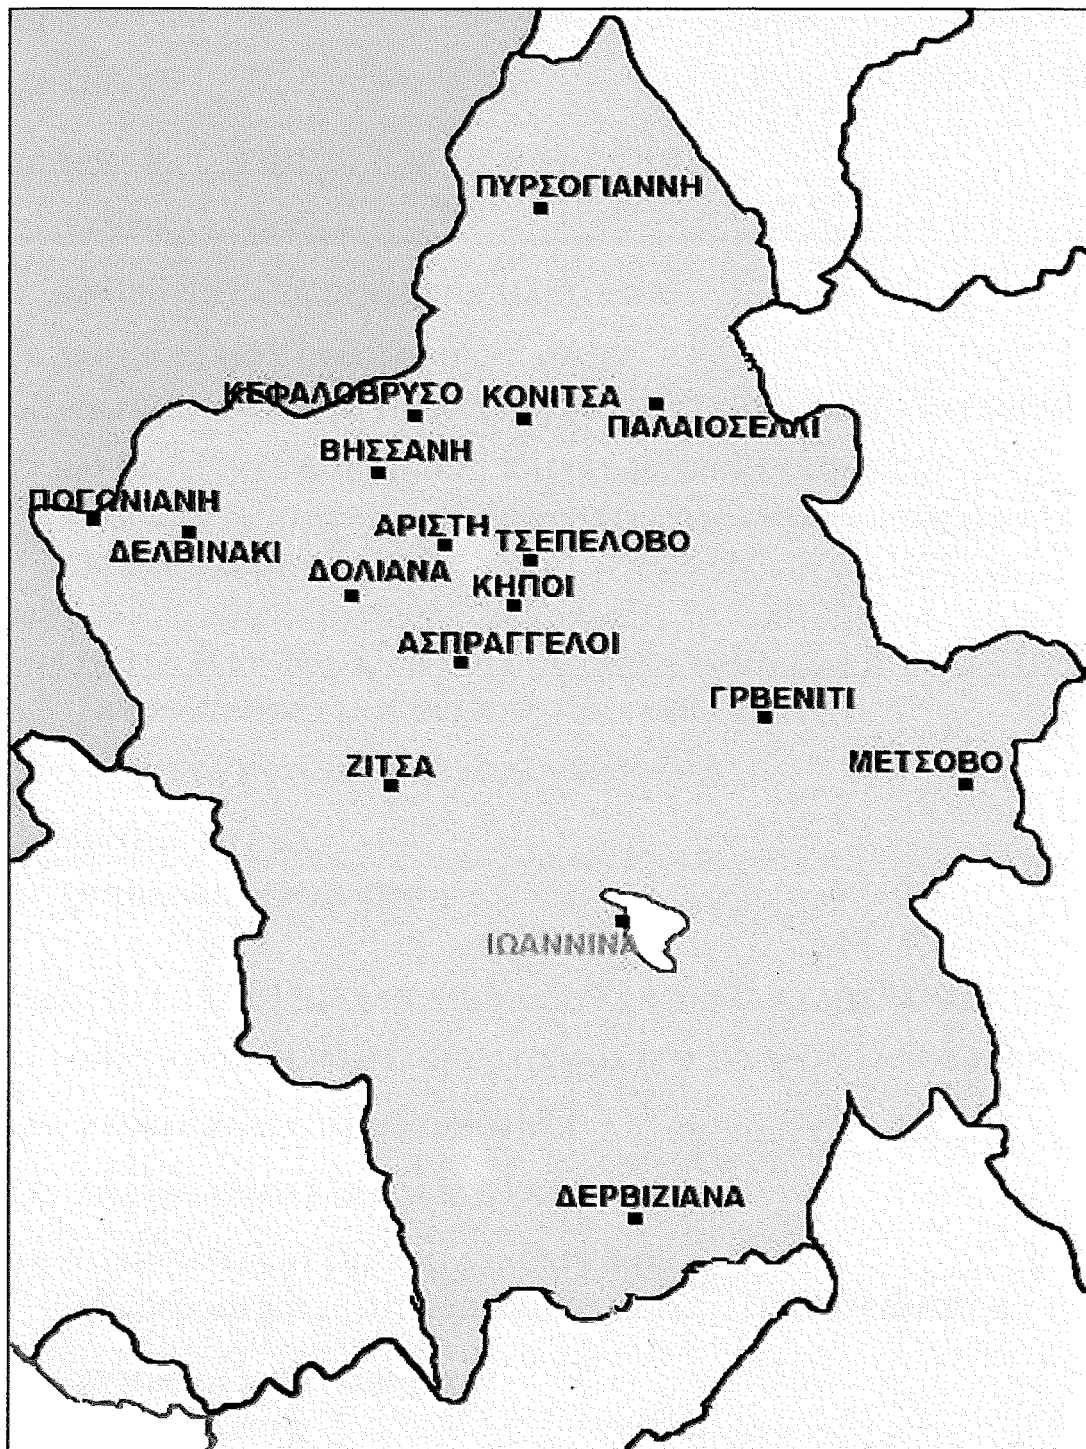 ΠΥΡΣΟΓΙΑΝΝΗ
ΚΕΦΑΛΟΒΡΥΣΟ
ΚΟΝΙΤΣΑ
ΠΑΛΑΙΟΣΕΛΛΙ
ΒΗΣΣΑΝΗ
ΠΟΓΩΝΙΑΝΗ
ΔΕΛΒΙΝΑΚΙ
ΑΡΙΣΤΗ
ΤΣΕΠΕΛΟΒΟ
ΔΟΛΙΑΝΑ
ΚΗΠΟΙ
ΑΣΠΡΑΓΓΕΛΟΙ
ΓΡΒΕΝΙΤΙ
ΖΙΤΣΑ
ΜΕΤΣΟΒΟ
ΙΩΑΝΝΙΝΑ
ΔΕΡΒΙΖΙΑΝΑ